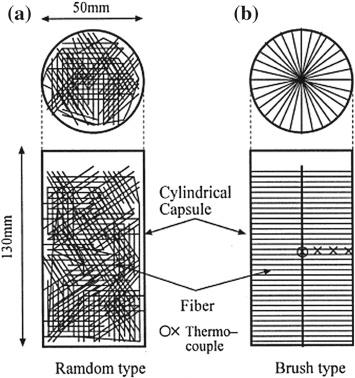 (a)
50mm
(b)
130mm
Cylindrical
Capsule
Fiber
O× Thermo-
couple
Ramdom type
Brush type